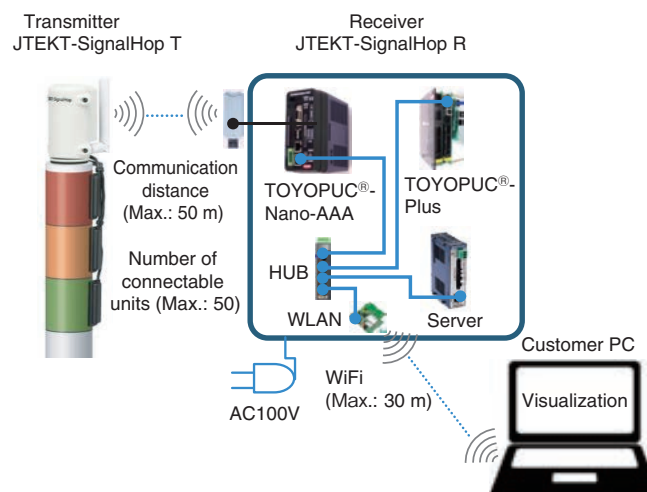 Transmitter
JTEKT-SignalHop T
Receiver
JTEKT-SignalHop R
Communication
distance
(Max.: 50 m)
Number of
connectable
units (Max.: 50)
TOYOPUC®-
Nano-AAA
TOYOPUC®-
Plus
HUB
WLAN
Server
AC100V
WiFi
(Max.: 30 m)
Customer PC
Visualization